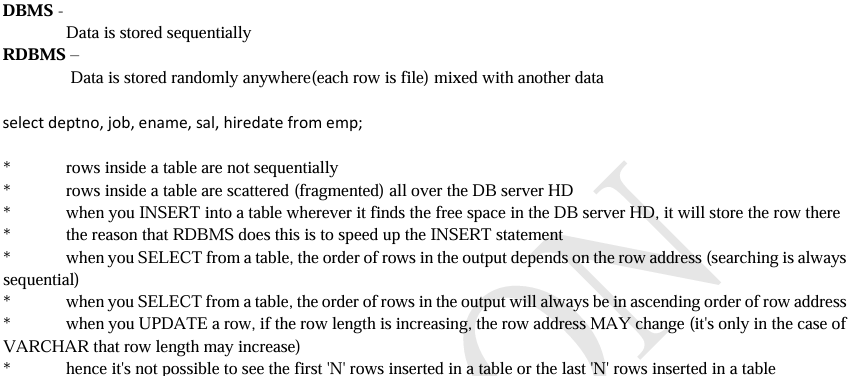 DBMS -
Data is stored sequentially
RDBMS –
Data is stored randomly anywhere(each row is file) mixed with another data
select deptno, job, ename, sal, hiredate from emp;
* rows inside a table are not sequentially
* rows inside a table are scattered (fragmented) all over the DB server HD
* when you INSERT into a table wherever it finds the free space in the DB server HD, it will store the row there
* the reason that RDBMS does this is to speed up the INSERT statement
* when you SELECT from a table, the order of rows in the output depends on the row address (searching is always
sequential)
* when you SELECT from a table, the order of rows in the output will always be in ascending order of row address
* when you UPDATE a row, if the row length is increasing, the row address MAY change (it's only in the case of
VARCHAR that row length may increase)
* hence it's not possible to see the first 'N' rows inserted in a table or the last 'N' rows inserted in a table
ON